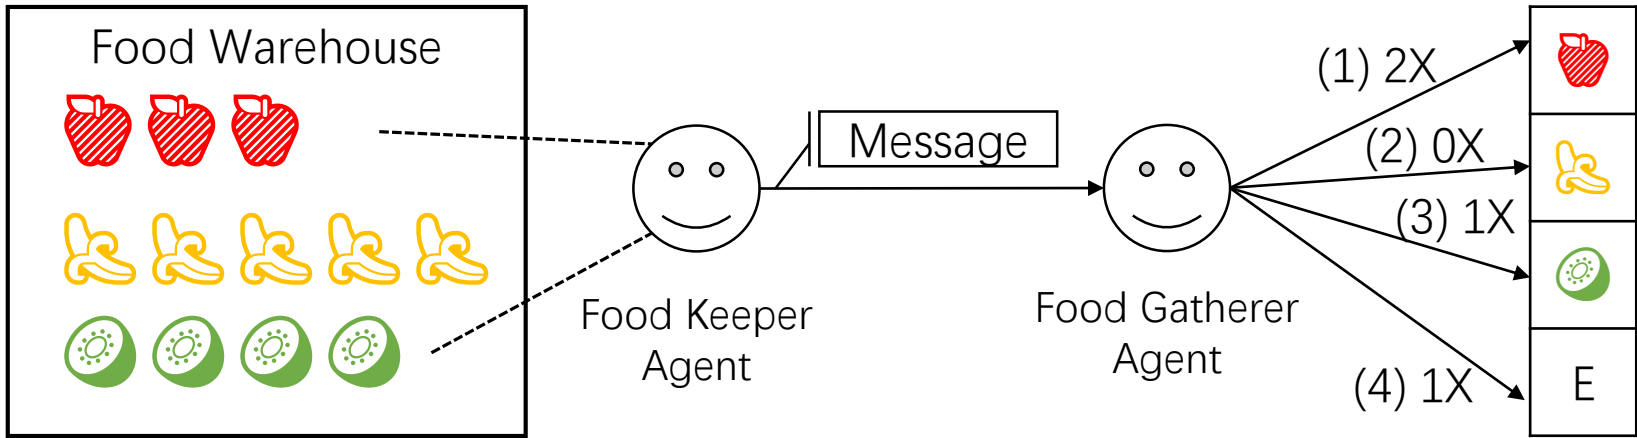 Food Warehouse
Message
Food Keeper
Agent
Food Gatherer
Agent
(1) 2X
(2) 0X
(3) 1X
(4) 1X
E